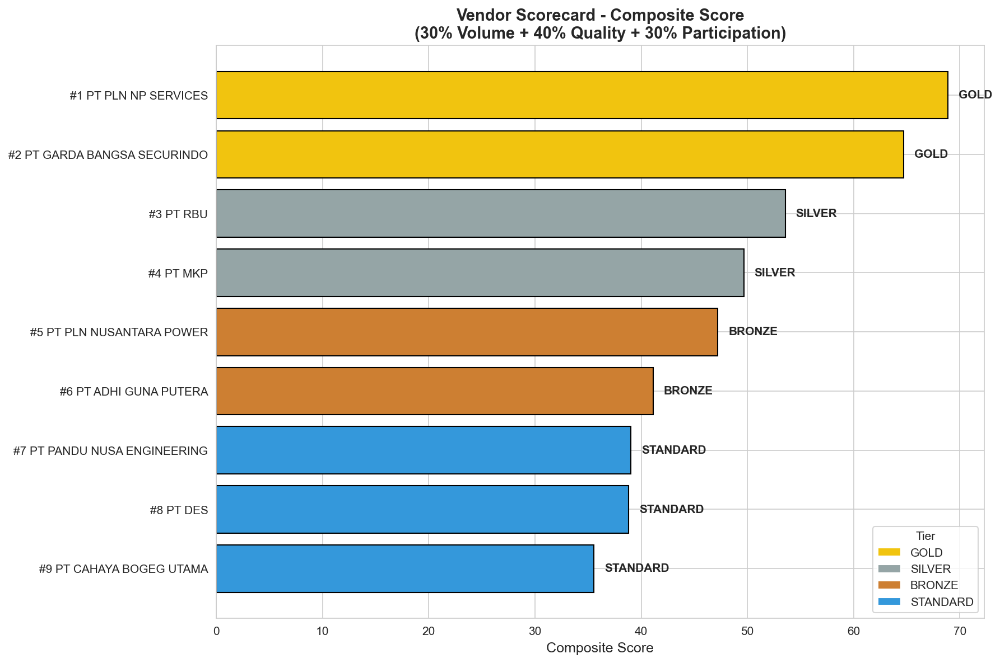 Vendor Scorecard - Composite Score
(30% Volume + 40% Quality + 30% Participation)
#1 PT PLN NP SERVICES
GOLD
#2 PT GARDA BANGSA SECURINDO
GOLD
#3 PT RBU
SILVER
#4 PT MKP
SILVER
#5 PT PLN NUSANTARA POWER
BRONZE
#6 PT ADHI GUNA PUTERA
BRONZE
#7 PT PANDU NUSA ENGINEERING
STANDARD
#8 PT DES
STANDARD
#9 PT CAHAYA BOGEG UTAMA
STANDARD
Tier
GOLD
SILVER
BRONZE
STANDARD
0 10 20 30 40 50 60 70
Composite Score